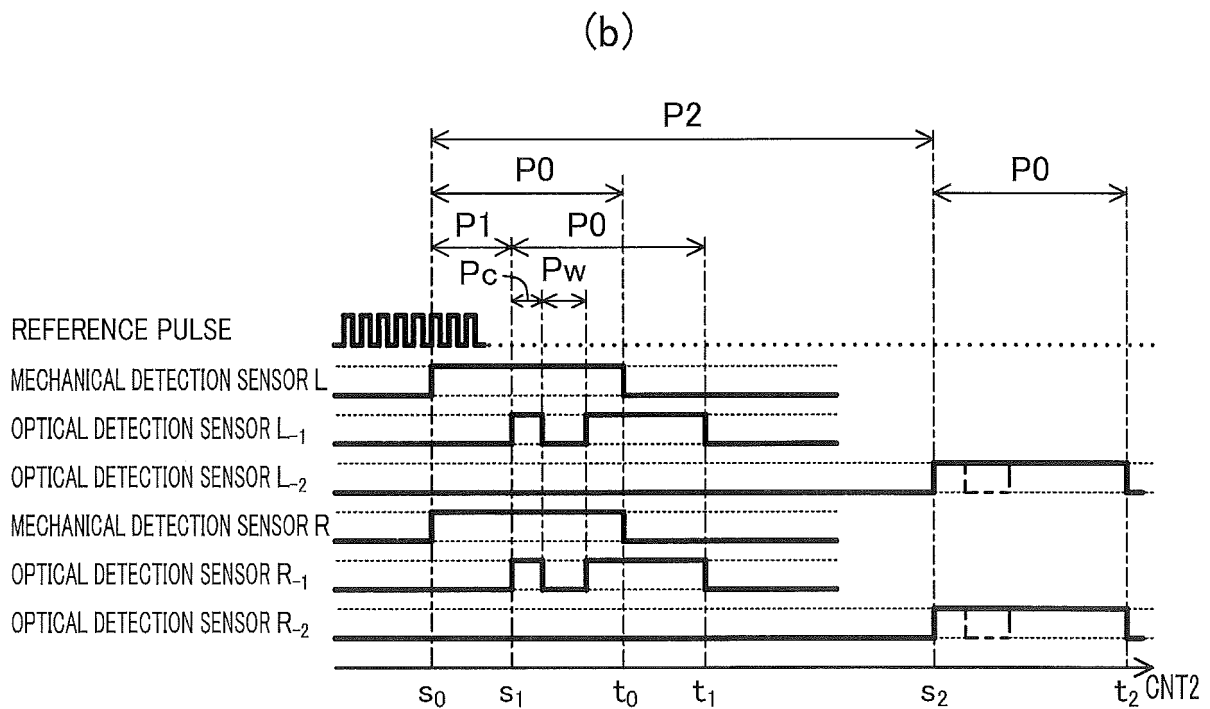 (b)
P2
P0 P0
P1 P0
Pc Pw
REFERENCE PULSE
MECHANICAL DETECTION SENSOR L
OPTICAL DETECTION SENSOR L-1
OPTICAL DETECTION SENSOR L-2
MECHANICAL DETECTION SENSOR R
OPTICAL DETECTION SENSOR R-1
OPTICAL DETECTION SENSOR R-2
s0 s1 t0 t1 s2 t2 CNT2